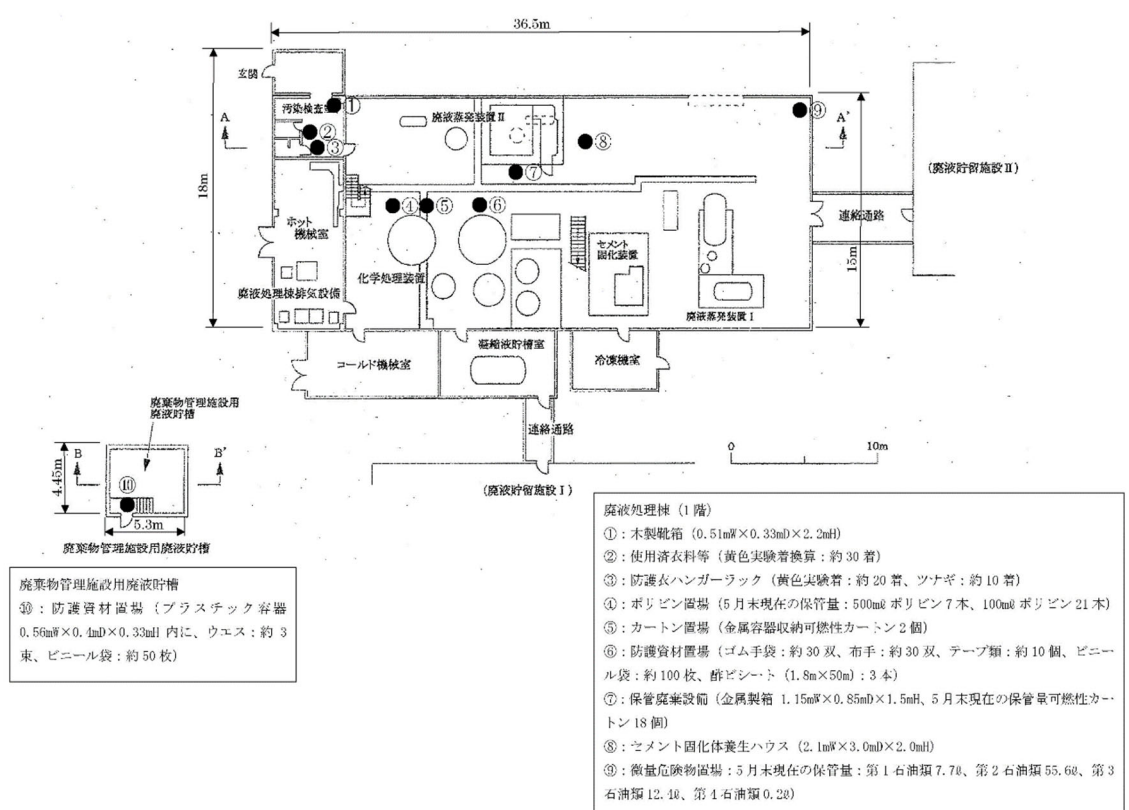 36.5m
玄関
汚染検査室
①
②
③
A
18m
廃液蒸発装置Ⅱ
⑧
⑦
⑨
A'
(廃液貯留施設Ⅱ)
連絡通路
15m
④
⑤
⑥
ホット
機械室
化学処理装置
セメント
固化装置
廃液処理棟排気設備
廃液蒸発装置Ⅰ
コールド機械室
凝縮液貯槽室
冷凍機室
連絡通路
0
10m
(廃液貯留施設Ⅰ)
廃棄物管理施設用
廃液貯槽
B
B'
4.45m
⑩
5.3m
廃棄物管理施設用廃液貯槽
廃棄物管理施設用廃液貯槽
⑩：防護資材置場（プラスチック容器
0.56mW×0.4mD×0.33mH 内に、ウエス：約 3
束、ビニール袋：約 50 枚）
廃液処理棟（1 階）
①：木製靴箱（0.51mW×0.33mD×2.2mH）
②：使用済衣料等（黄色実験着換算：約 30 着）
③：防護衣ハンガーラック（黄色実験着：約 20 着、ツナギ：約 10 着）
④：ポリビン置場（5 月末現在の保管量：500mℓ ポリビン 7 本、100mℓ ポリビン 21 本）
⑤：カートン置場（金属容器収納可燃性カートン 2 個）
⑥：防護資材置場（ゴム手袋：約 30 双、布手：約 30 双、テープ類：約 10 個、ビニー
ル袋：約 100 枚、酢ビシート（1.8m×50m）：3 本）
⑦：保管廃棄設備（金属製箱 1.15mW×0.85mD×1.5mH、5 月末現在の保管量可燃性カー
トン 18 個）
⑧：セメント固化体養生ハウス（2.1mW×3.0mD×2.0mH）
⑨：微量危険物置場：5 月末現在の保管量：第 1 石油類 7.7ℓ、第 2 石油類 55.6ℓ、第 3
石油類 12.4ℓ、第 4 石油類 0.2ℓ）